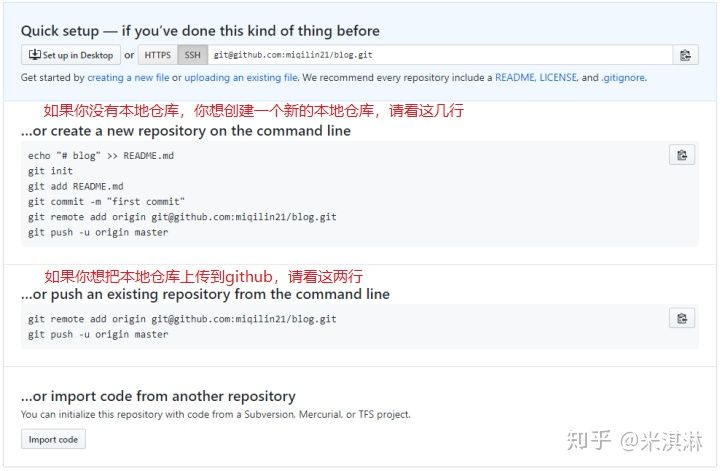 Quick setup — if you’ve done this kind of thing before
Set up in Desktop or HTTPS SSH git@github.com:miqilin21/blog.git
Get started by creating a new file or uploading an existing file. We recommend every repository include a README, LICENSE, and .gitignore.
如果你没有本地仓库，你想创建一个新的本地仓库，请看这几行
…or create a new repository on the command line
echo "# blog" >> README.md
git init
git add README.md
git commit -m "first commit"
git remote add origin git@github.com:miqilin21/blog.git
git push -u origin master
如果你想把本地仓库上传到github，请看这两行
…or push an existing repository from the command line
git remote add origin git@github.com:miqilin21/blog.git
git push -u origin master
…or import code from another repository
You can initialize this repository with code from a Subversion, Mercurial, or TFS project.
Import code
知乎 @米淇淋